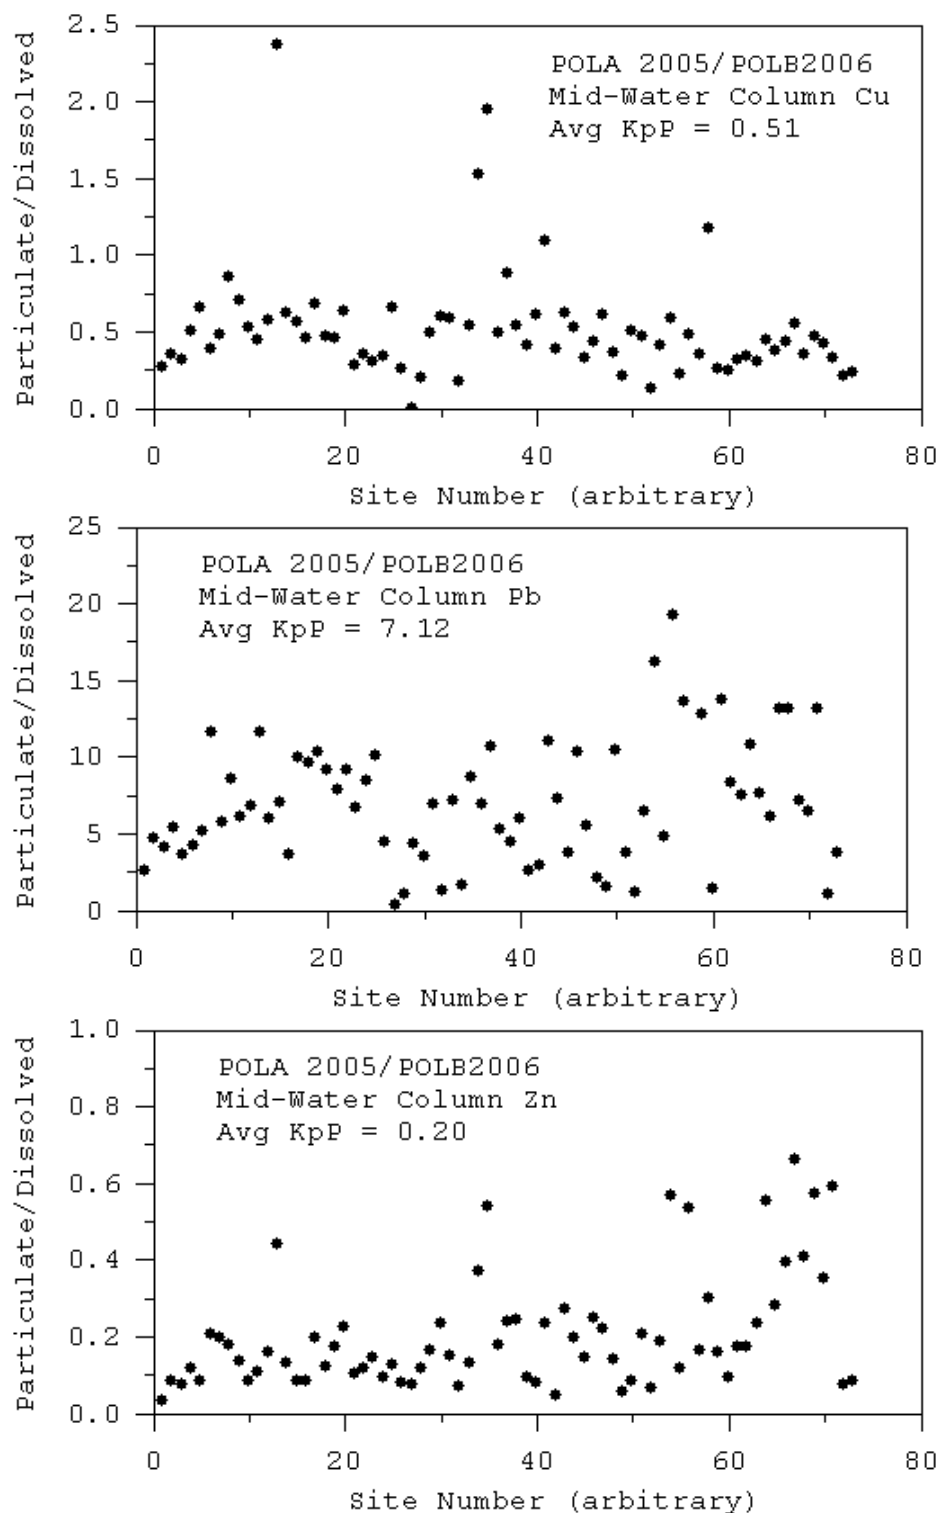 2.5
2.0
1.5
1.0
0.5
0.0
Particulate/Dissolved
POLA 2005/POLB2006
Mid-Water Column Cu
Avg KpP = 0.51
0 20 40 60 80
Site Number (arbitrary)
25
20
15
10
5
0
Particulate/Dissolved
POLA 2005/POLB2006
Mid-Water Column Pb
Avg KpP = 7.12
0 20 40 60 80
Site Number (arbitrary)
1.0
0.8
0.6
0.4
0.2
0.0
Particulate/Dissolved
POLA 2005/POLB2006
Mid-Water Column Zn
Avg KpP = 0.20
0 20 40 60 80
Site Number (arbitrary)